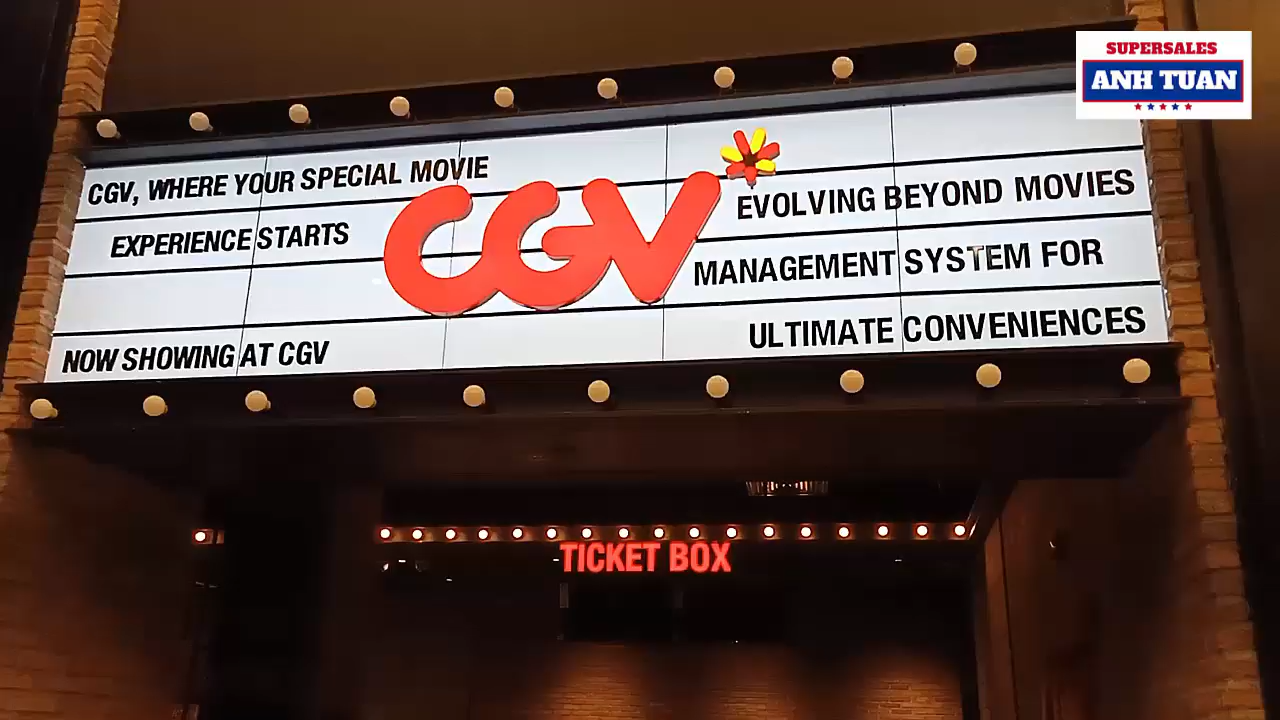 SUPERSALES
ANH TUAN
CGV, WHERE YOUR SPECIAL MOVIE
EXPERIENCE STARTS
NOW SHOWING AT CGV
CGV
EVOLVING BEYOND MOVIES
MANAGEMENT SYSTEM FOR
ULTIMATE CONVENIENCES
TICKET BOX